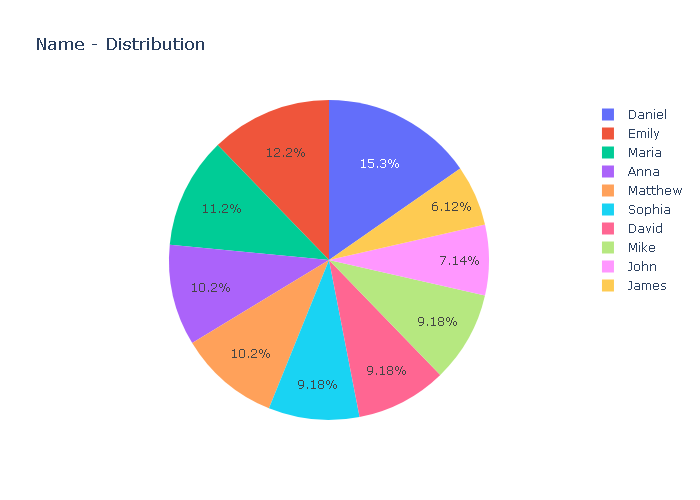 Name - Distribution
Daniel
Emily
Maria
Anna
Matthew
Sophia
David
Mike
John
James
12.2%
15.3%
11.2%
6.12%
7.14%
10.2%
9.18%
10.2%
9.18%
9.18%